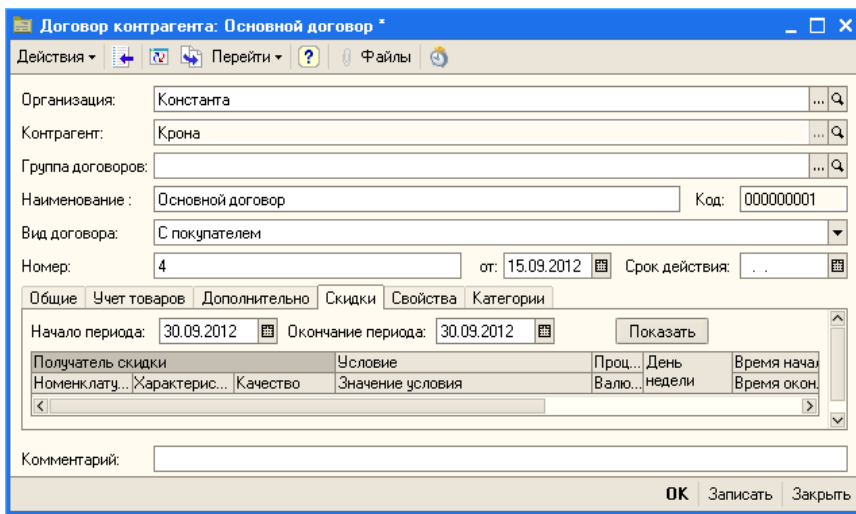 Договор контрагента: Основной договор *
Действия Перейти ? Файлы
Организация: Константа ...
Контрагент: Крона ...
Группа договоров: ...
Наименование : Основной договор Код: 000000001
Вид договора: С покупателем
Номер: 4 от: 15.09.2012 Срок действия: . .
Общие Учет товаров Дополнительно Скидки Свойства Категории
Начало периода: 30.09.2012 Окончание периода: 30.09.2012 Показать
Получатель скидки Условие Проц... День недели Время начал
Номенклату... Характерис... Качество Значение условия Валю... Время окон.
Комментарий:
OK Записать Закрыть